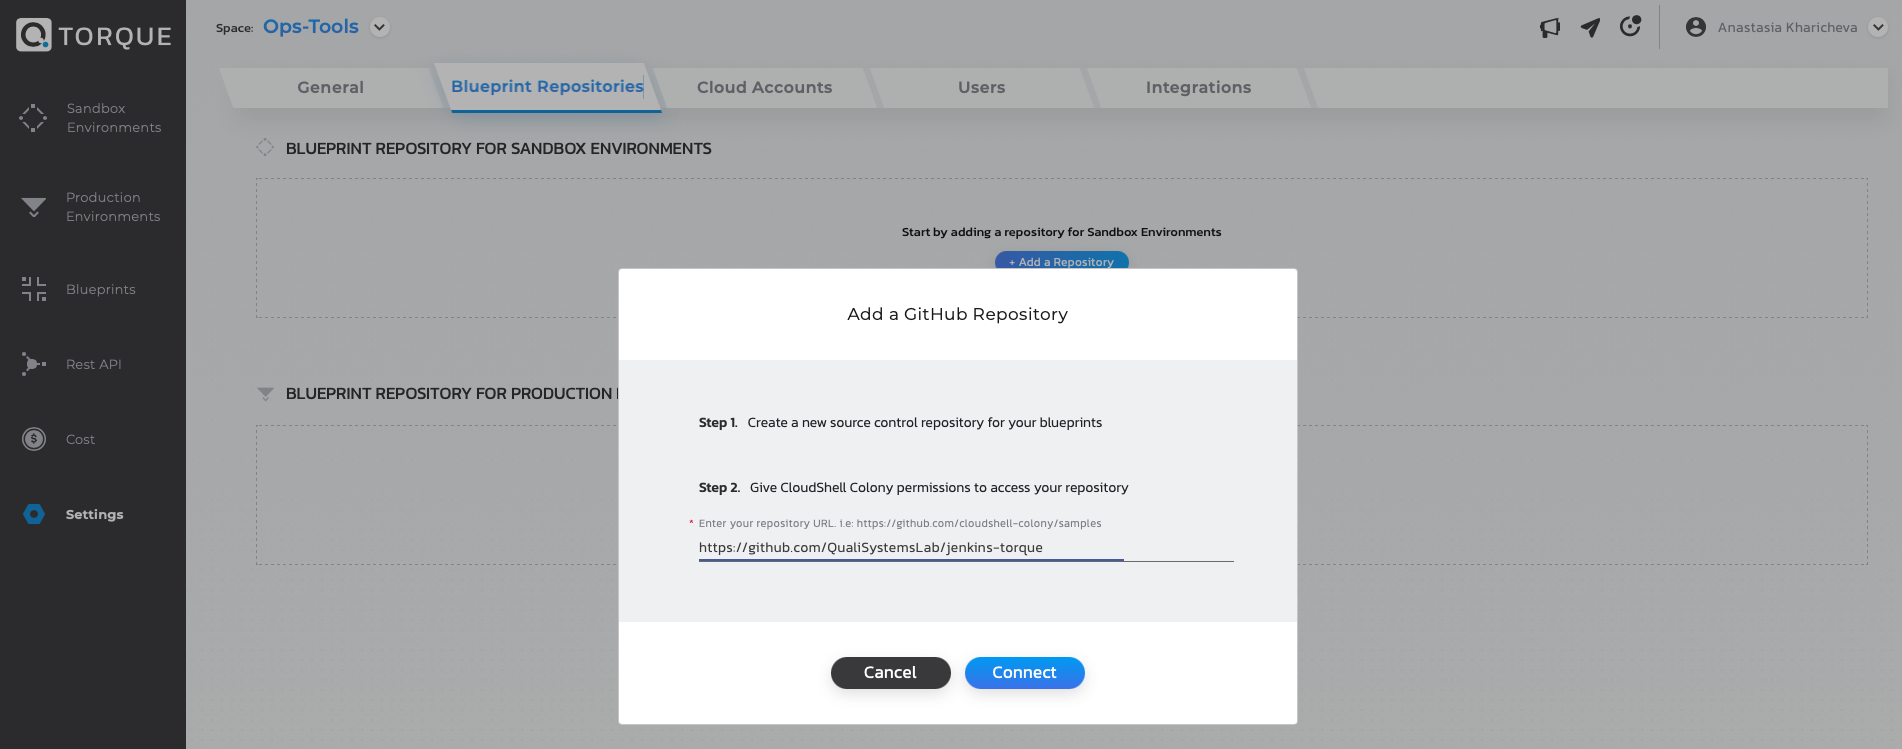 TORQUE
Space: Ops-Tools
Anastasia Kharicheva
Sandbox
Environments
Production
Environments
Blueprints
Rest API
Cost
Settings
General
Blueprint Repositories
Cloud Accounts
Users
Integrations
BLUEPRINT REPOSITORY FOR SANDBOX ENVIRONMENTS
Start by adding a repository for Sandbox Environments
+ Add a Repository
BLUEPRINT REPOSITORY FOR PRODUCTION
Add a GitHub Repository
Step 1. Create a new source control repository for your blueprints
Step 2. Give CloudShell Colony permissions to access your repository
* Enter your repository URL. i.e: https://github.com/cloudshell-colony/samples
https://github.com/QualiSystemsLab/jenkins-torque
Cancel
Connect